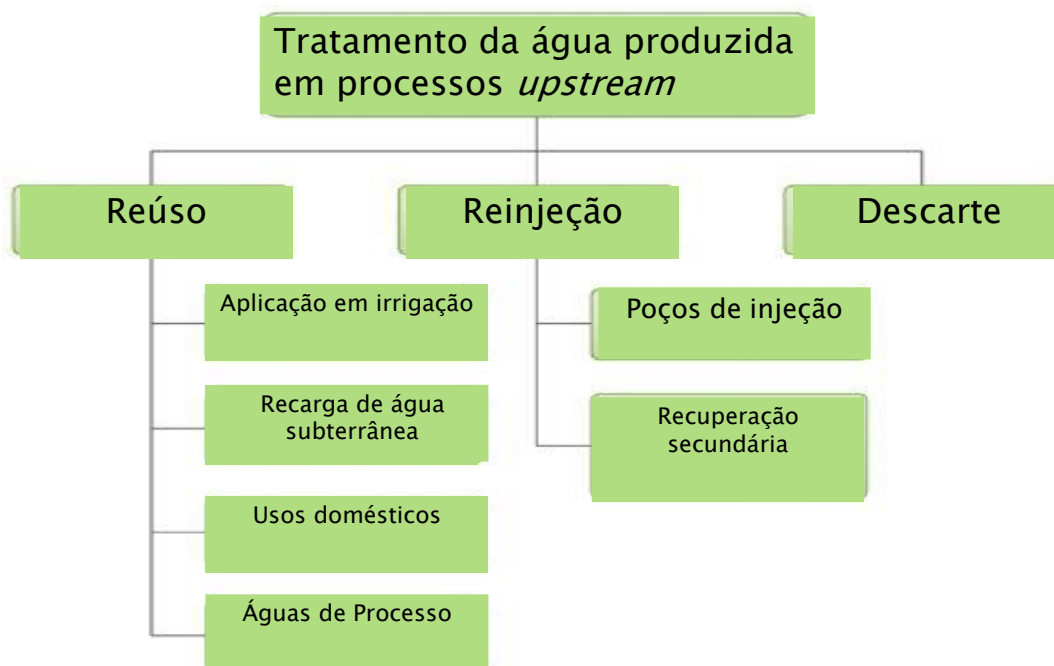 Tratamento da água produzida
em processos upstream
Reúso
Reinjeção
Descarte
Aplicação em irrigação
Recarga de água
subterrânea
Usos domésticos
Águas de Processo
Poços de injeção
Recuperação
secundária